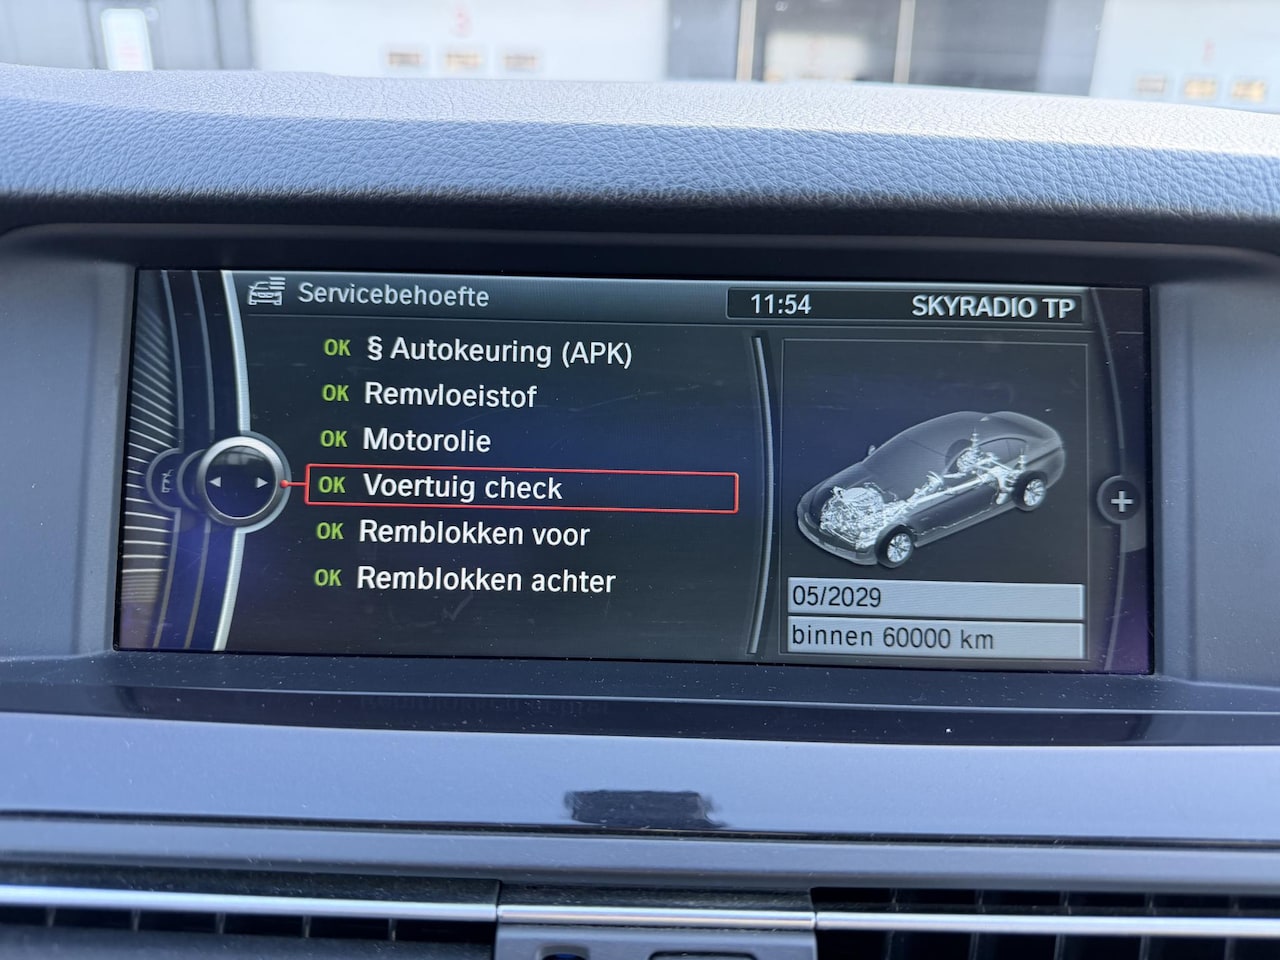 Servicebehoefte
11:54
SKYRADIO TP
OK § Autokeuring (APK)
OK Remvloeistof
OK Motorolie
OK Voertuig check
OK Remblokken voor
OK Remblokken achter
05/2029
binnen 60000 km